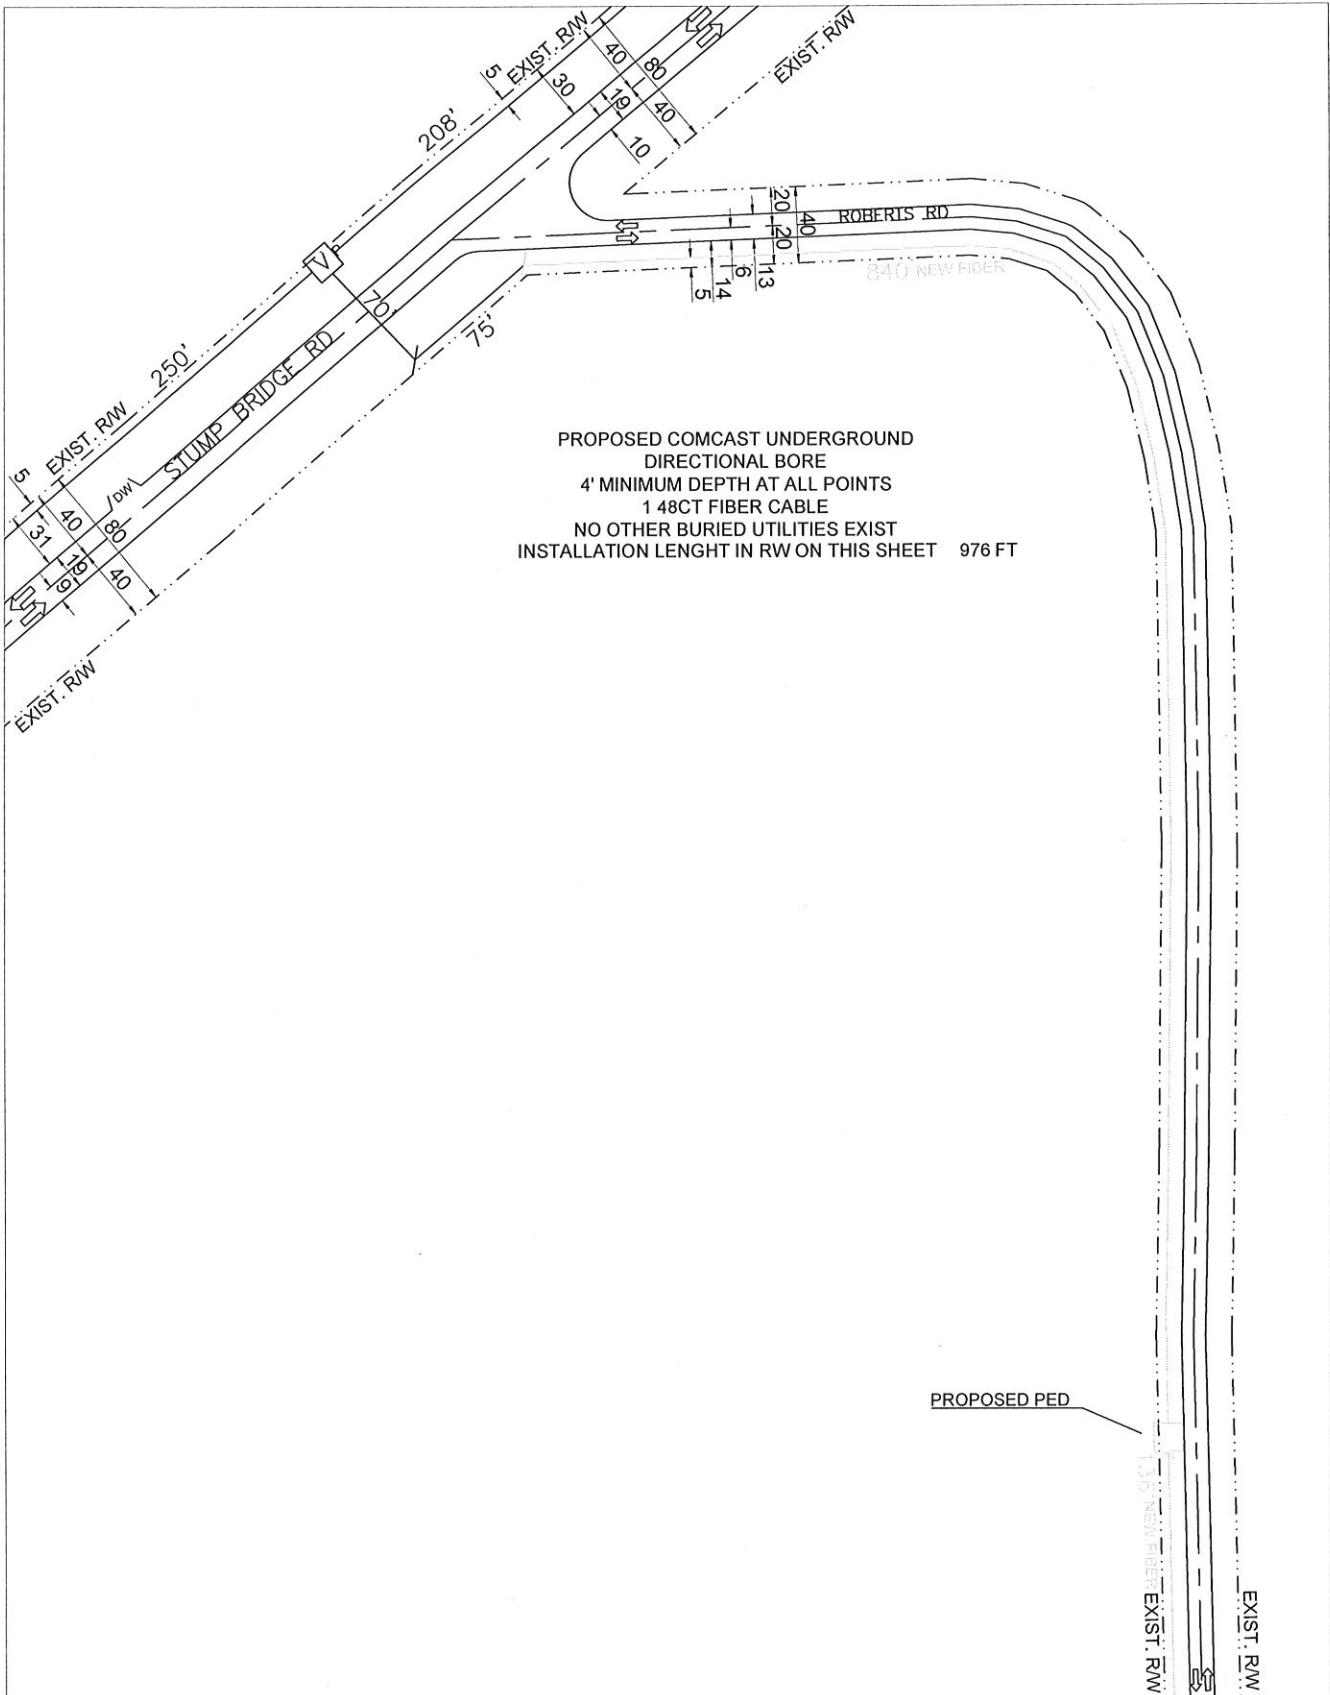 EXIST. R/W
EXIST. R/W
5
30
40
80
19
40
10
208'
20
40
20
ROBERTS RD
840 NEW FIBER
13
6
14
5
V
70'
75'
250'
STUMP BRIDGE RD
EXIST. R/W
5
DW
31
40
80
19
9
40
EXIST. R/W
PROPOSED COMCAST UNDERGROUND
DIRECTIONAL BORE
4' MINIMUM DEPTH AT ALL POINTS
1 48CT FIBER CABLE
NO OTHER BURIED UTILITIES EXIST
INSTALLATION LENGHT IN RW ON THIS SHEET 976 FT
PROPOSED PED
136' NEW FIBER
EXIST. R/W
EXIST. R/W